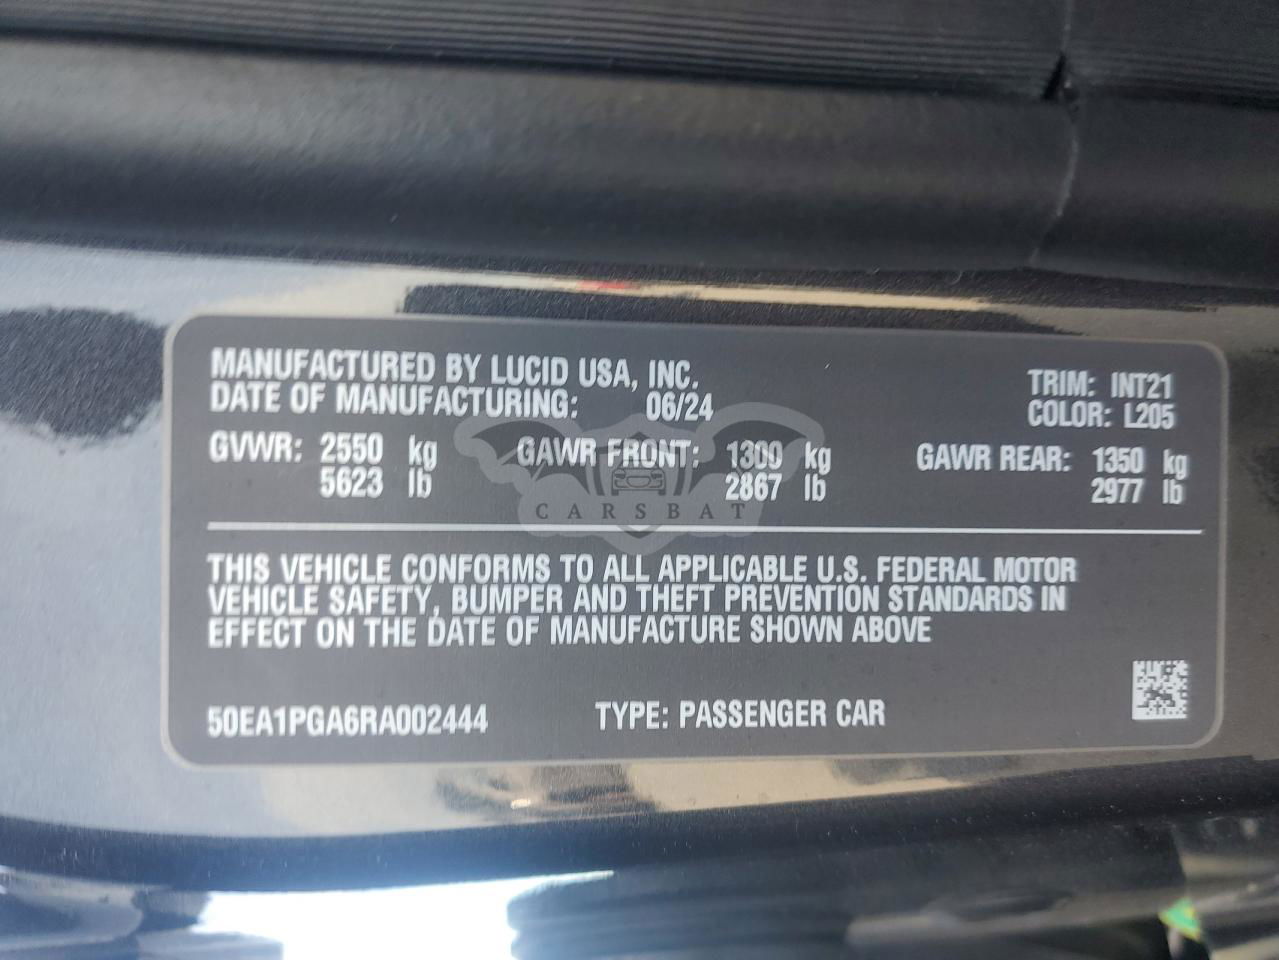 MANUFACTURED BY LUCID USA, INC.
DATE OF MANUFACTURING: 06/24
TRIM: INT21
COLOR: L205
GVWR: 2550 kg GAWR FRONT: 1300 kg GAWR REAR: 1350 kg
5623 lb 2867 lb 2977 lb
CARSBAT
THIS VEHICLE CONFORMS TO ALL APPLICABLE U.S. FEDERAL MOTOR
VEHICLE SAFETY, BUMPER AND THEFT PREVENTION STANDARDS IN
EFFECT ON THE DATE OF MANUFACTURE SHOWN ABOVE
50EA1PGA6RA002444 TYPE: PASSENGER CAR